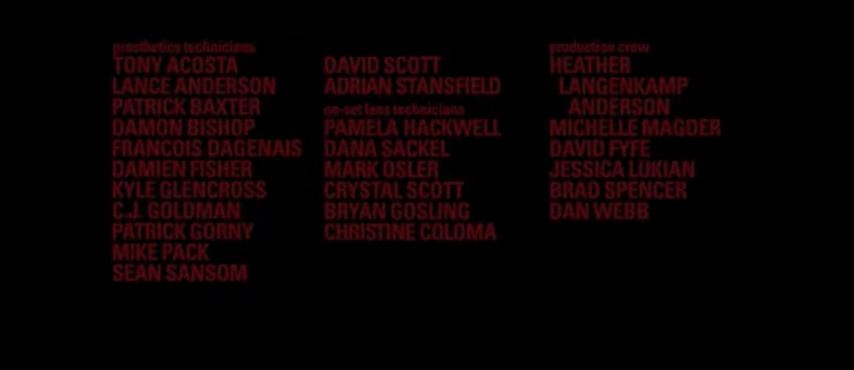 prosthetics technicians
TONY ACOSTA
LANCE ANDERSON
PATRICK BAXTER
DAMON BISHOP
FRANCOIS DAGENAIS
DAMIEN FISHER
KYLE GLENCROSS
C.J. GOLDMAN
PATRICK GORNY
MIKE PACK
SEAN SANSOM
DAVID SCOTT
ADRIAN STANSFIELD
on-set lens technicians
PAMELA HACKWELL
DANA SACKEL
MARK OSLER
CRYSTAL SCOTT
BRYAN GOSLING
CHRISTINE COLOMA
production crew
HEATHER
LANGENKAMP
ANDERSON
MICHELLE MAGDER
DAVID FYFE
JESSICA LUKIAN
BRAD SPENCER
DAN WEBB